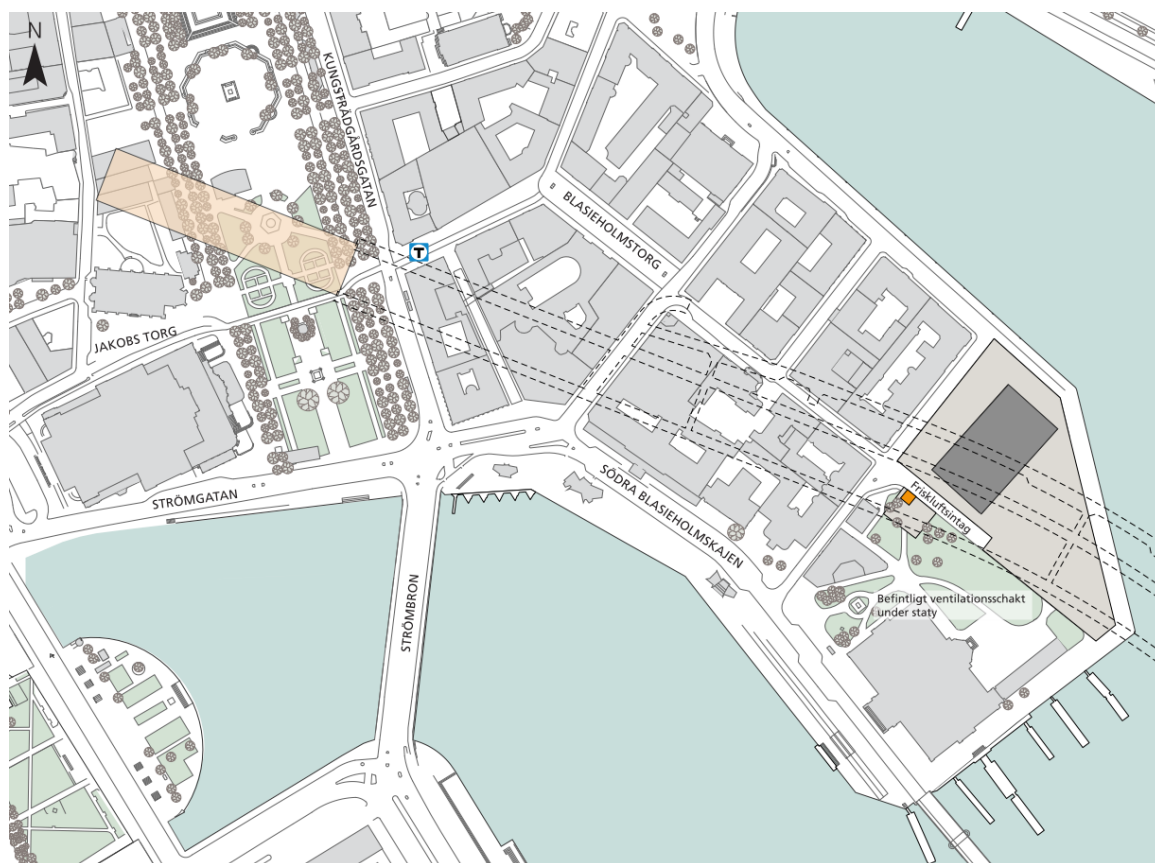 N
KUNGSTRÄDGÅRDSGATAN
BLASIEHOLMSTORG
T
JAKOBS TORG
STRÖMGATAN
SÖDRA BLASIEHOLMSKAJEN
Friskluftsintag
STRÖMBRON
Befintligt ventilationsschakt
under staty